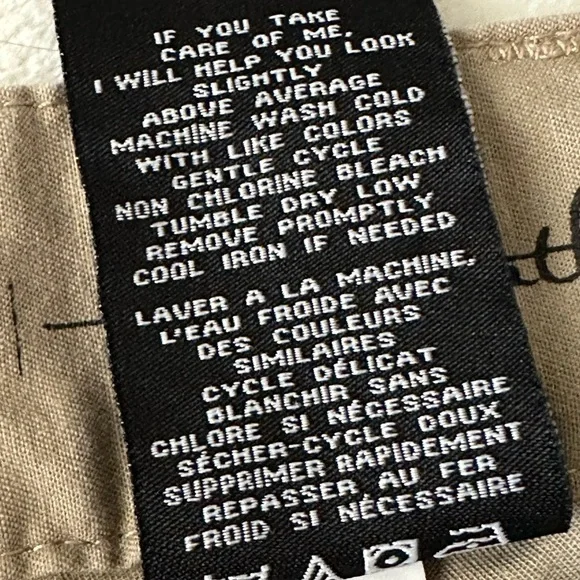 IF YOU TAKE
CARE OF ME,
I WILL HELP YOU LOOK
SLIGHTLY
ABOVE AVERAGE
MACHINE WASH COLD
WITH LIKE COLORS
GENTLE CYCLE
NON CHLORINE BLEACH
TUMBLE DRY LOW
REMOVE PROMPTLY
COOL IRON IF NEEDED
LAVER A LA MACHINE,
L'EAU FROIDE AVEC
DES COULEURS
SIMILAIRES
CYCLE DÉLICAT
BLANCHIR SANS
CHLORE SI NÉCESSAIRE
SÉCHER-CYCLE DOUX
SUPPRIMER RAPIDEMENT
REPASSER AU FER
FROID SI NÉCESSAIRE